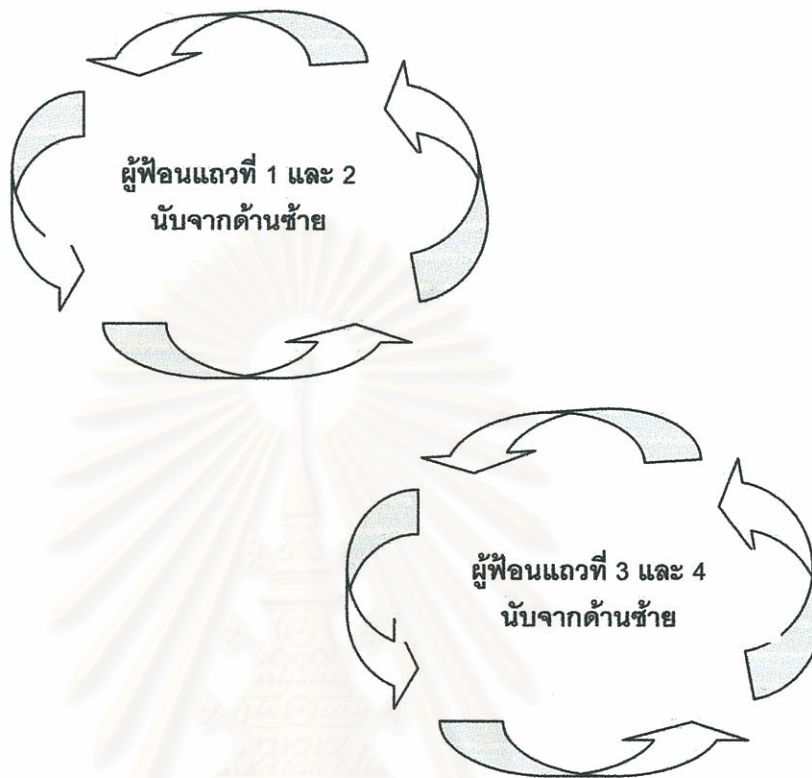 ผู้ฟ้อนแถวที่ 1 และ 2
นับจากด้านซ้าย
ผู้ฟ้อนแถวที่ 3 และ 4
นับจากด้านซ้าย